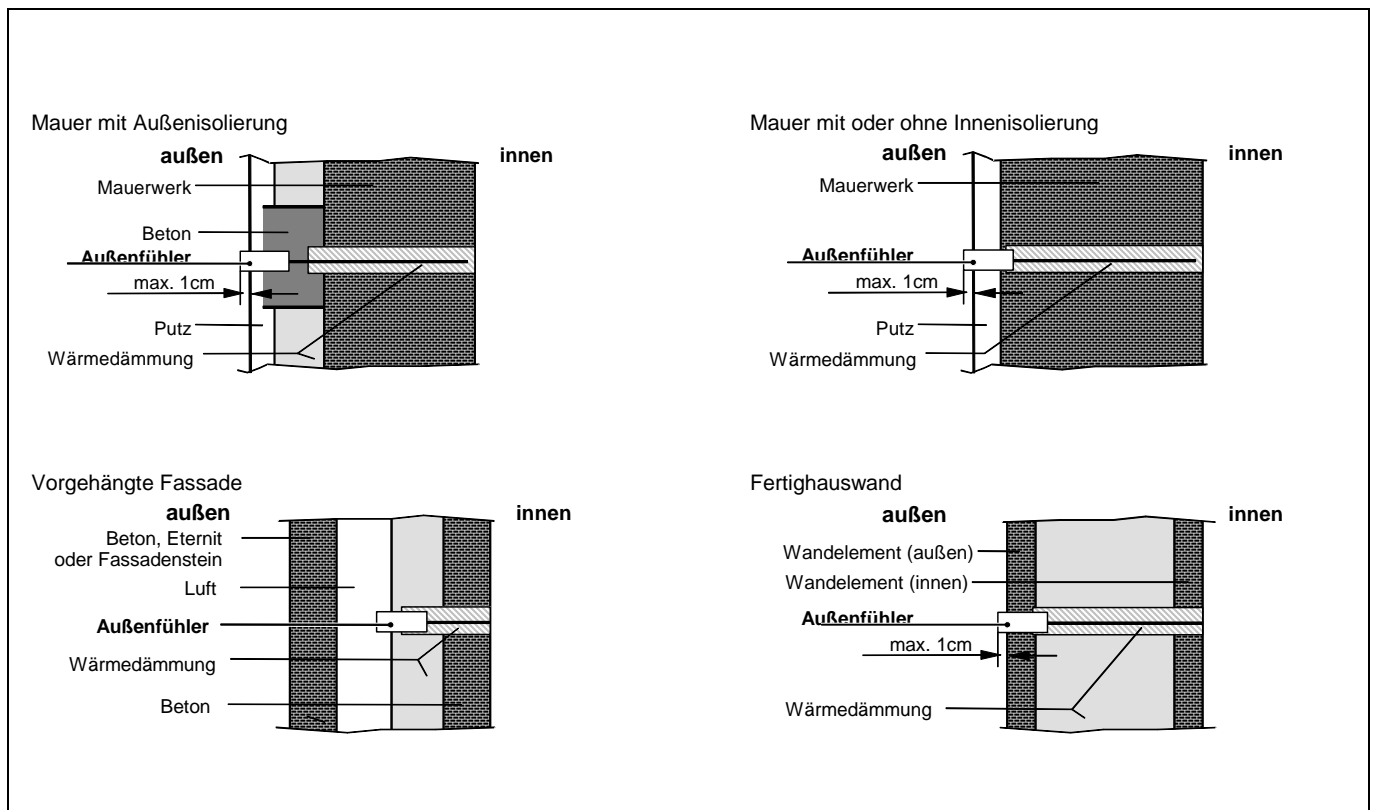 Mauer mit Außenisolierung
außen
innen
Mauerwerk
Beton
Außenfühler
max. 1cm
Putz
Wärmedämmung
Mauer mit oder ohne Innenisolierung
außen
innen
Mauerwerk
Außenfühler
max. 1cm
Putz
Wärmedämmung
Vorgehängte Fassade
außen
innen
Beton, Eternit
oder Fassadenstein
Luft
Außenfühler
Wärmedämmung
Beton
Fertighauswand
außen
innen
Wandelement (außen)
Wandelement (innen)
Außenfühler
max. 1cm
Wärmedämmung